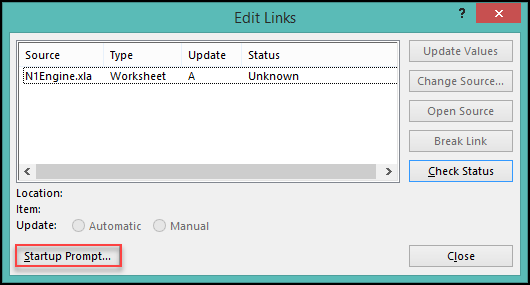 Edit Links
?
Source Type Update Status
N1Engine.xla Worksheet A Unknown
Update Values
Change Source...
Open Source
Break Link
Check Status
Location:
Item:
Update: Automatic Manual
Startup Prompt...
Close